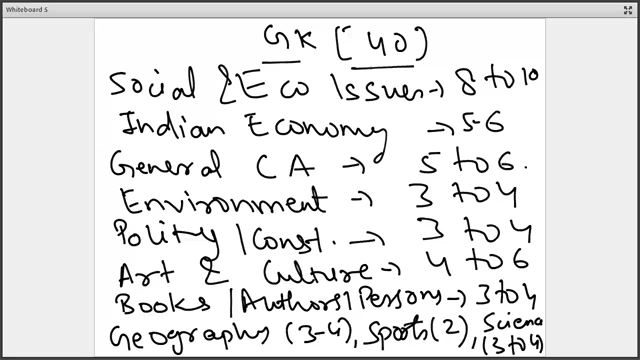 Whiteboard 5
GK [40)
Social & Eco Issues → 8 to 10
Indian Economy → 5-6
General CA → 5 to 6.
Environment → 3 to 4
Polity / Const. → 3 to 4
Art & Culture → 4 to 6
Books / Authors / Persons → 3 to 4
Geography (3-4), Sports (2), Science (3 to 4)